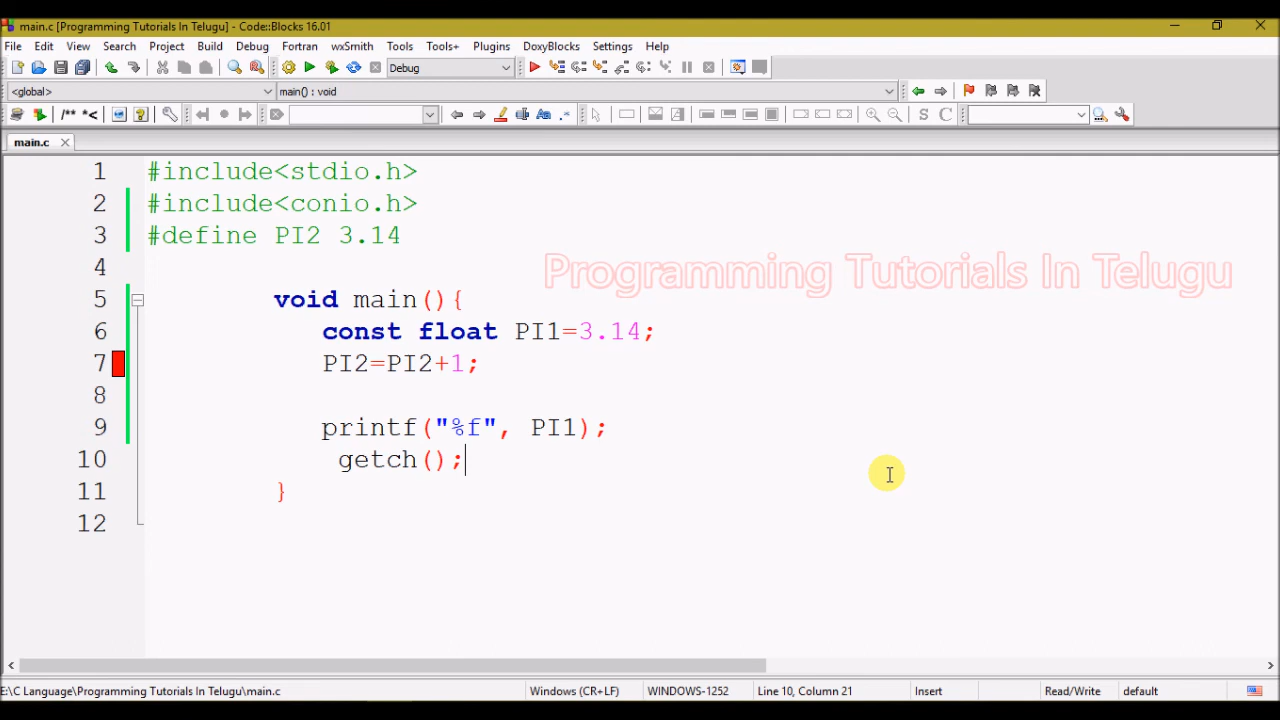 main.c [Programming Tutorials In Telugu] - Code::Blocks 16.01
File Edit View Search Project Build Debug Fortran wxSmith Tools Tools+ Plugins DoxyBlocks Settings Help
Debug
<global> main() : void
/** *< Aa .* S C
main.c
1 #include<stdio.h>
2 #include<conio.h>
3 #define PI2 3.14
4
Programming Tutorials In Telugu
5 void main(){
6 const float PI1=3.14;
7 PI2=PI2+1;
8
9 printf("%f", PI1);
10 getch();
11 }
12
E:\C Language\Programming Tutorials In Telugu\main.c Windows (CR+LF) WINDOWS-1252 Line 10, Column 21 Insert Read/Write default